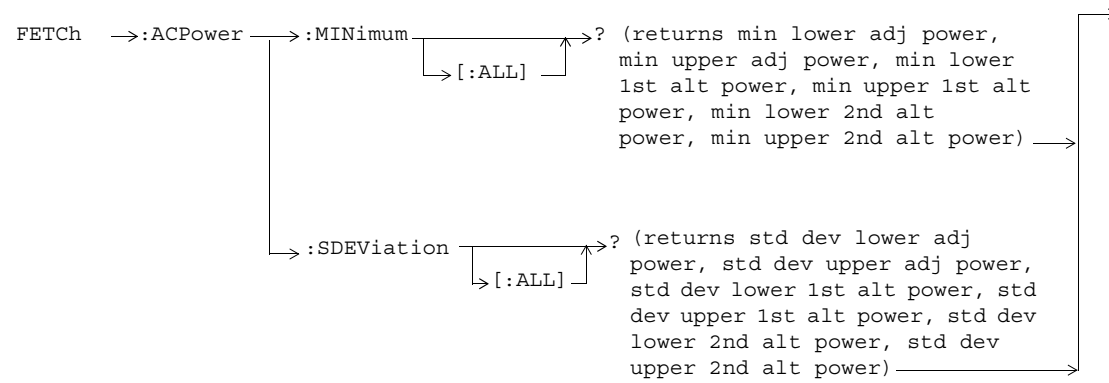 FETCh :ACPower :MINimum ? (returns min lower adj power,
min upper adj power, min lower
[:ALL]
1st alt power, min upper 1st alt
power, min lower 2nd alt
power, min upper 2nd alt power)
:SDEViation ? (returns std dev lower adj
power, std dev upper adj power,
[:ALL]
std dev lower 1st alt power, std
dev upper 1st alt power, std dev
lower 2nd alt power, std dev
upper 2nd alt power)